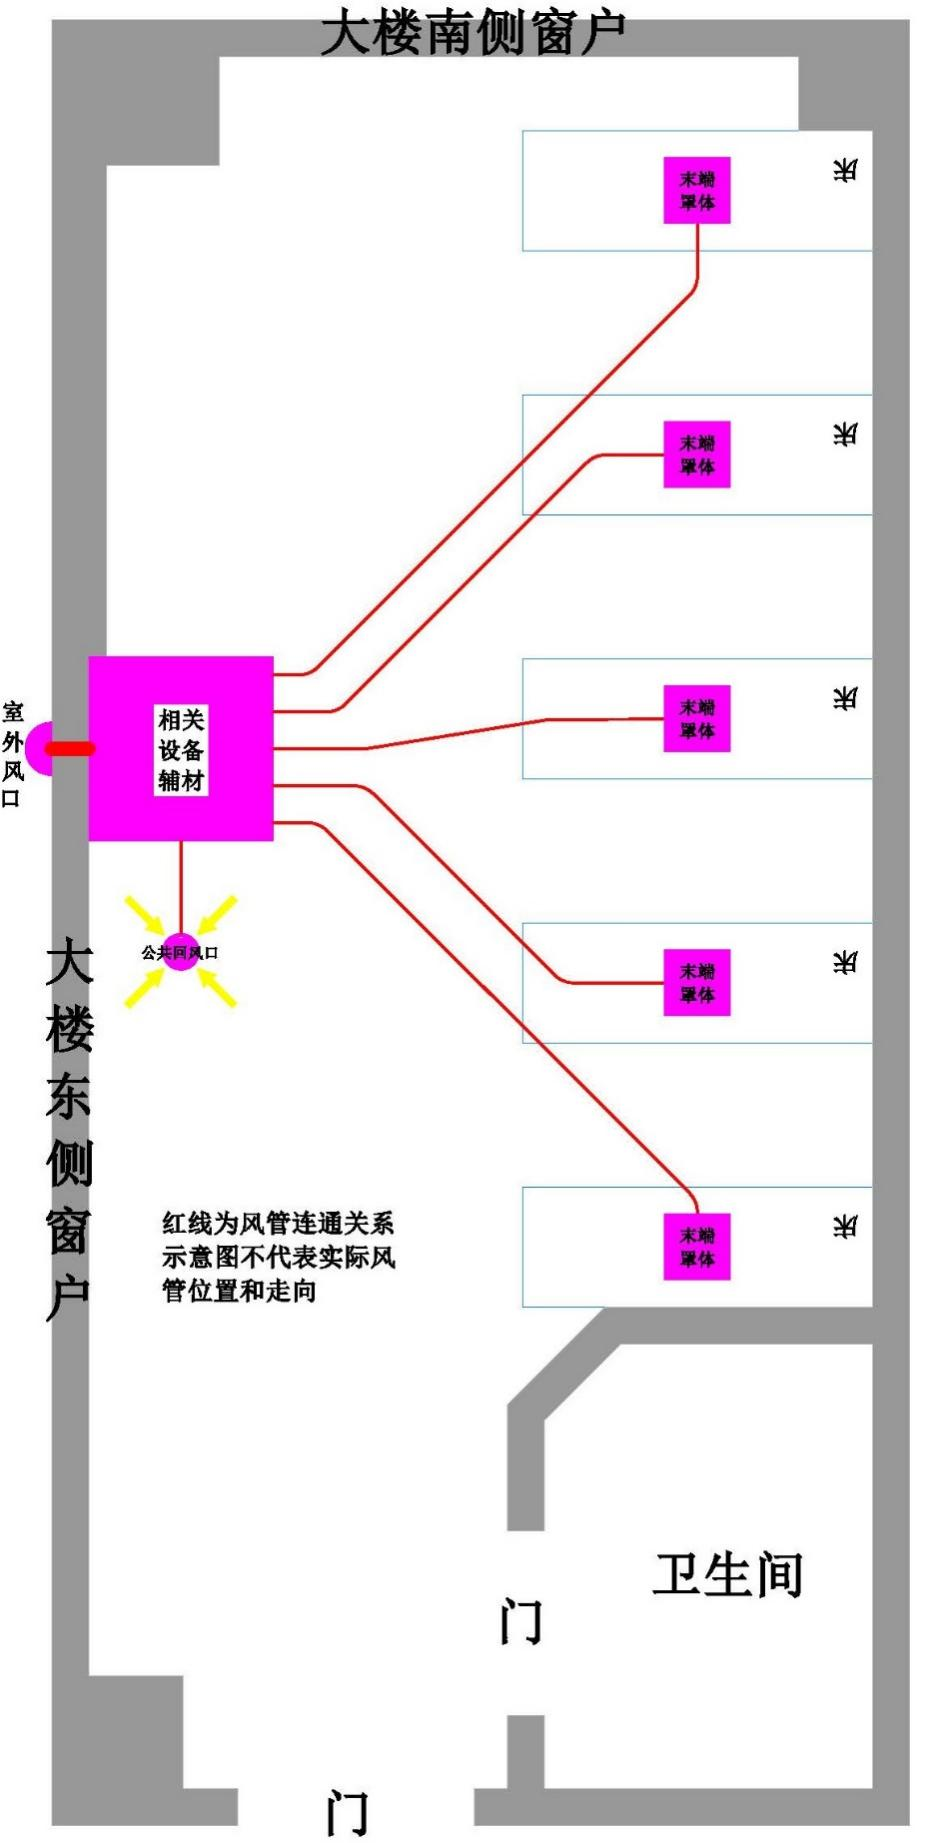 大楼南侧窗户
床
末端
罩体
床
末端
罩体
床
末端
罩体
室外风口
相关
设备
辅材
公共回风口
床
末端
罩体
大楼东侧窗户
红线为风管连通关系
示意图不代表实际风
管位置和走向
床
末端
罩体
卫生间
门
门